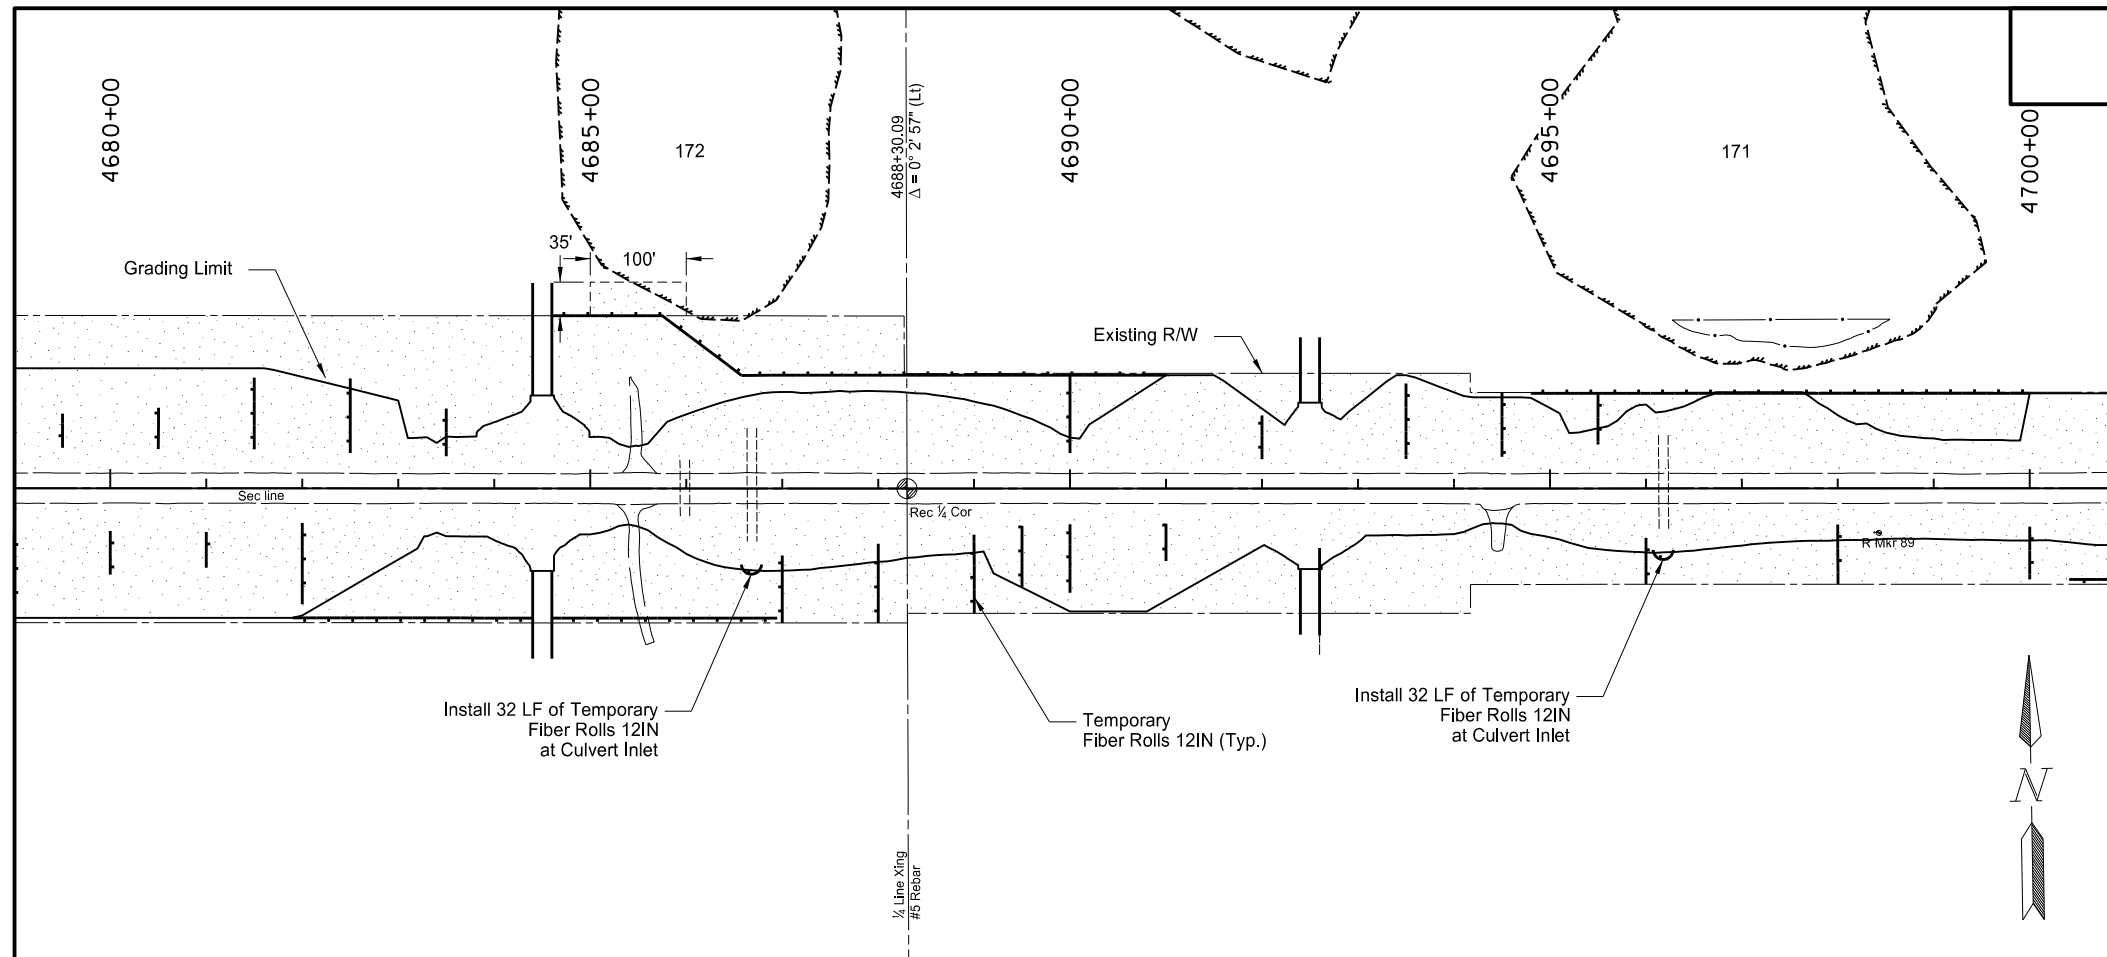 4680+00
4685+00
4688+30.09
Δ = 0° 2' 57" (Lt)
4690+00
4695+00
4700+00
172
171
35'
100'
Grading Limit
Existing R/W
Sec line
Rec ¼ Cor
R Mkr 89
Install 32 LF of Temporary
Fiber Rolls 12IN
at Culvert Inlet
Temporary
Fiber Rolls 12IN (Typ.)
Install 32 LF of Temporary
Fiber Rolls 12IN
at Culvert Inlet
¼ Line Xing
#5 Rebar
N